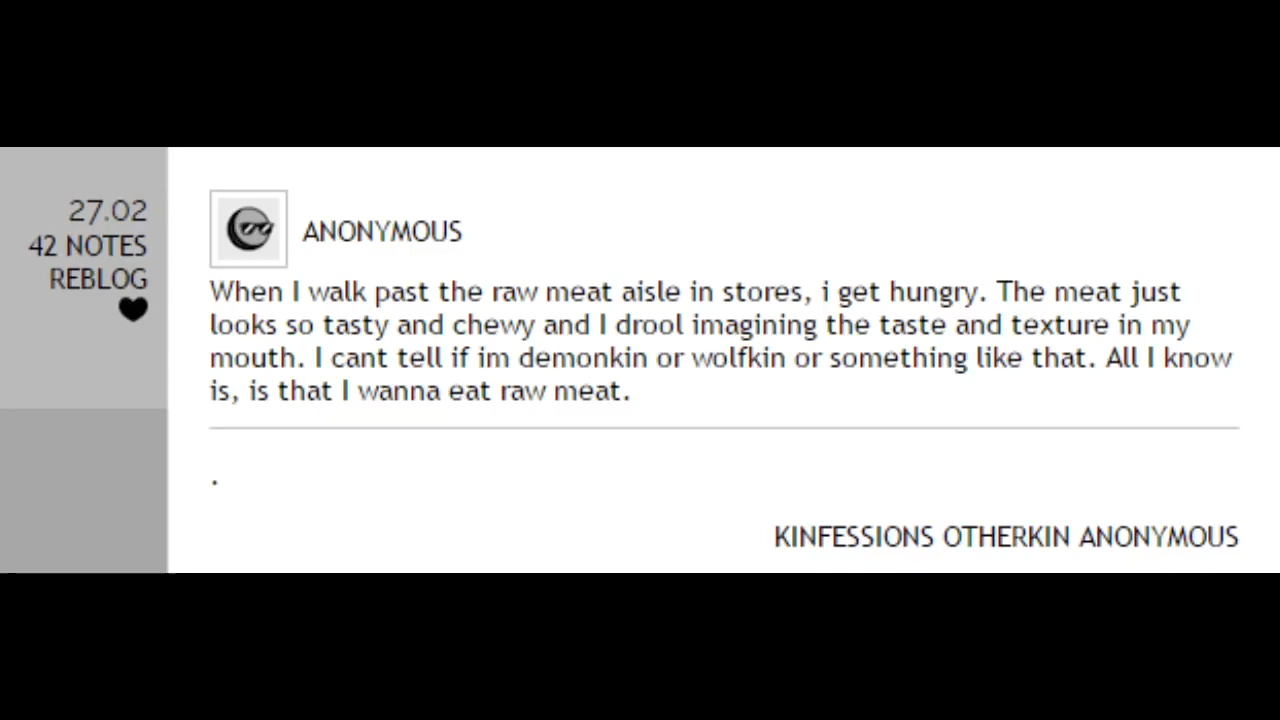 27.02
42 NOTES
REBLOG
ANONYMOUS
When I walk past the raw meat aisle in stores, i get hungry. The meat just
looks so tasty and chewy and I drool imagining the taste and texture in my
mouth. I cant tell if im demonkin or wolfkin or something like that. All I know
is, is that I wanna eat raw meat.
.
KINFESSIONS OTHERKIN ANONYMOUS